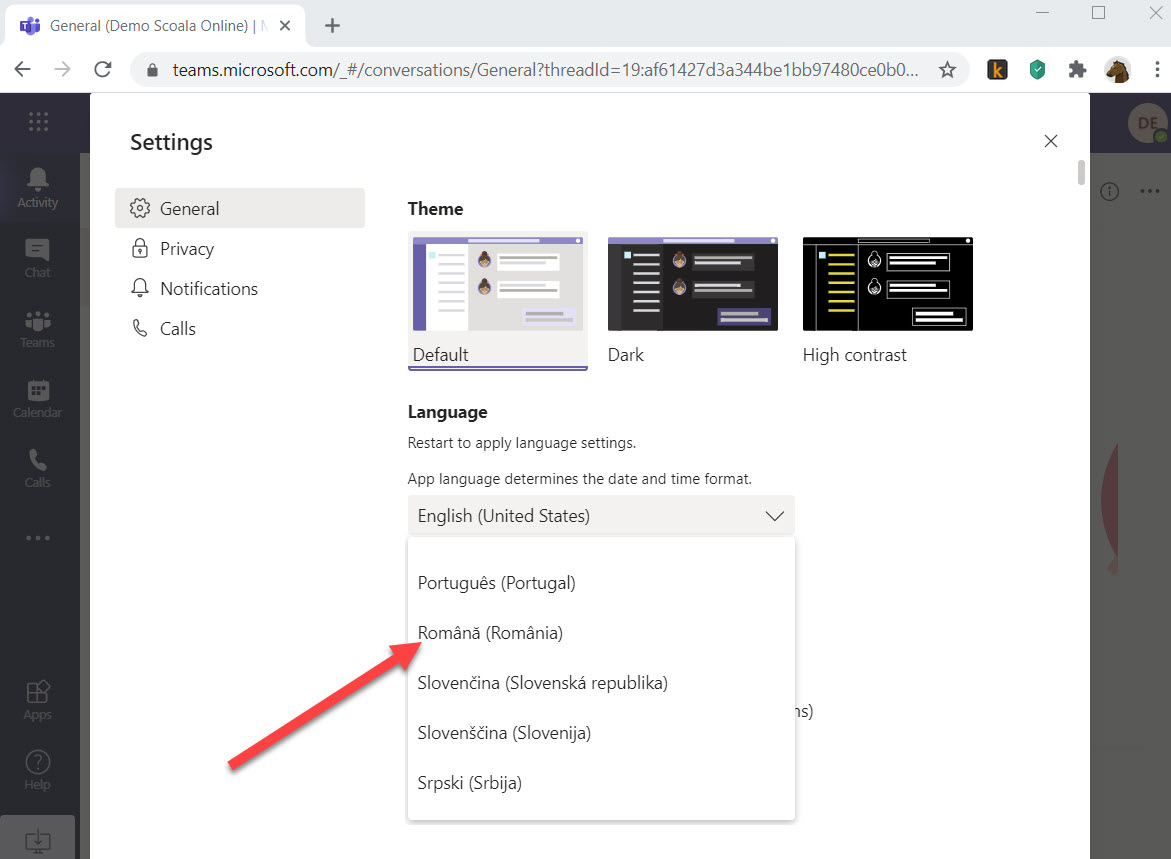 General (Demo Scoala Online) |
teams.microsoft.com/_#/conversations/General?threadId=19:af61427d3a344be1bb97480ce0b0...
DE
Settings
Activity
Chat
Teams
Calendar
Calls
Apps
Help
General
Privacy
Notifications
Calls
Theme
Default
Dark
High contrast
Language
Restart to apply language settings.
App language determines the date and time format.
English (United States)
Português (Portugal)
Română (România)
Slovenčina (Slovenská republika)
Slovenščina (Slovenija)
Srpski (Srbija)